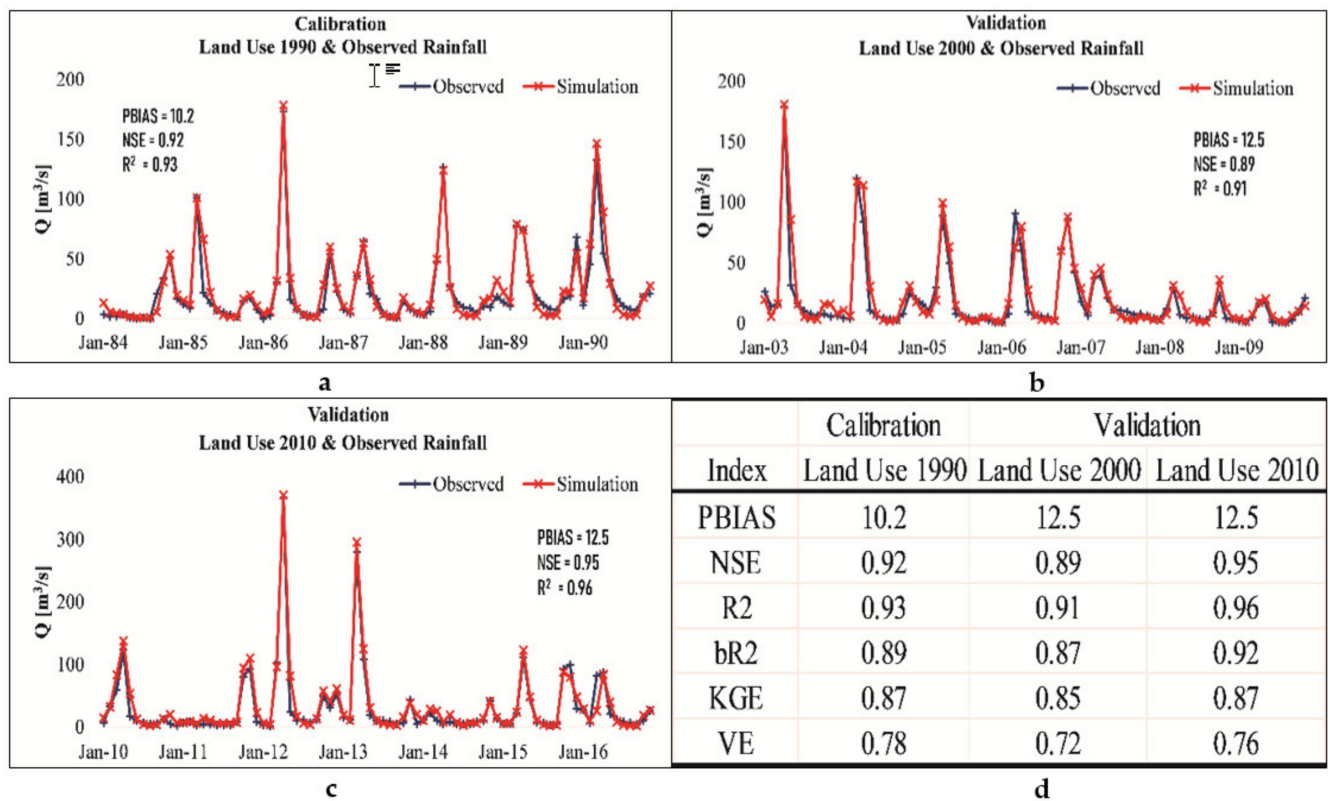 Calibration
Land Use 1990 & Observed Rainfall
Observed Simulation
PBIAS = 10.2
NSE = 0.92
R² = 0.93
Q [m³/s]
200
150
100
50
0
Jan-84 Jan-85 Jan-86 Jan-87 Jan-88 Jan-89 Jan-90
a
Validation
Land Use 2000 & Observed Rainfall
Observed Simulation
PBIAS = 12.5
NSE = 0.89
R² = 0.91
Q [m³/s]
200
150
100
50
0
Jan-03 Jan-04 Jan-05 Jan-06 Jan-07 Jan-08 Jan-09
b
Validation
Land Use 2010 & Observed Rainfall
Observed Simulation
PBIAS = 12.5
NSE = 0.95
R² = 0.96
Q [m³/s]
400
300
200
100
0
Jan-10 Jan-11 Jan-12 Jan-13 Jan-14 Jan-15 Jan-16
c
Calibration Validation
Index Land Use 1990 Land Use 2000 Land Use 2010
PBIAS 10.2 12.5 12.5
NSE 0.92 0.89 0.95
R2 0.93 0.91 0.96
bR2 0.89 0.87 0.92
KGE 0.87 0.85 0.87
VE 0.78 0.72 0.76
d